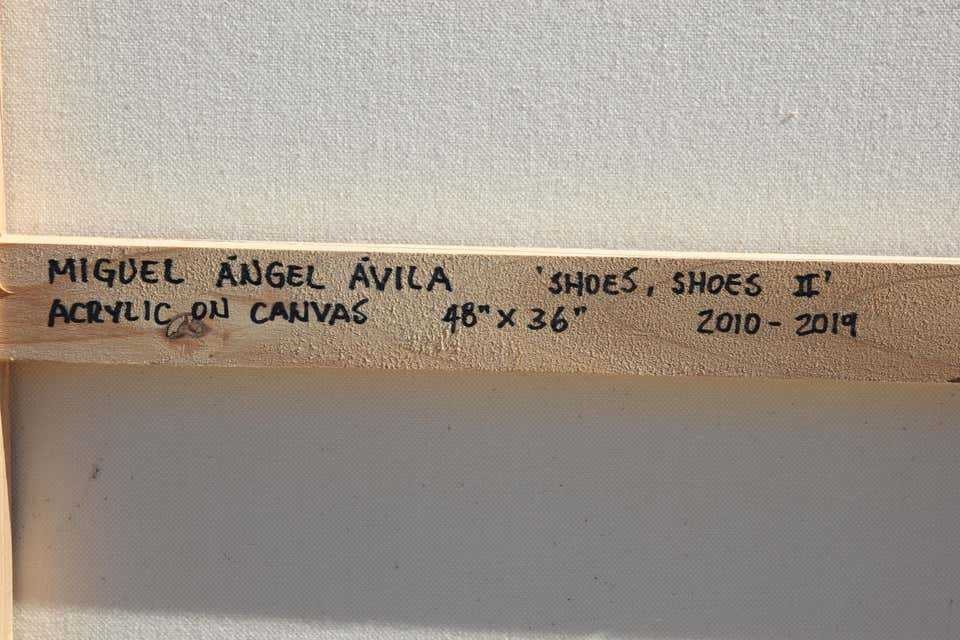 MIGUEL ÁNGEL ÁVILA 'SHOES, SHOES II'
ACRYLIC ON CANVAS 48" X 36" 2010 - 2019